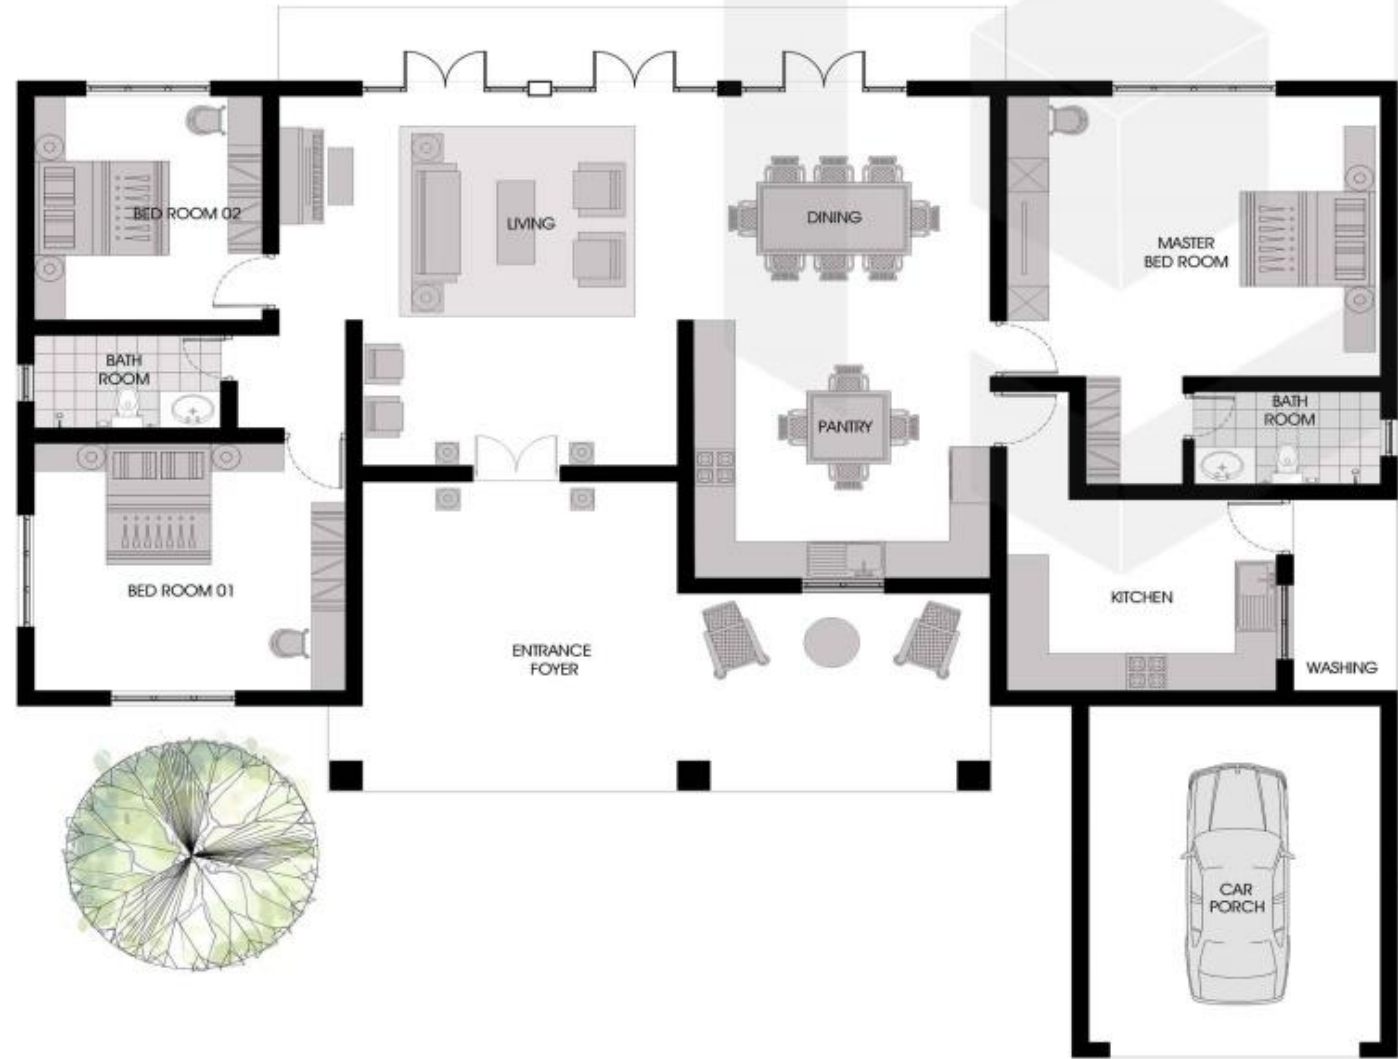 BED ROOM 02
LIVING
DINING
MASTER
BED ROOM
BATH
ROOM
PANTRY
BATH
ROOM
BED ROOM 01
ENTRANCE
FOYER
KITCHEN
WASHING
CAR
PORCH